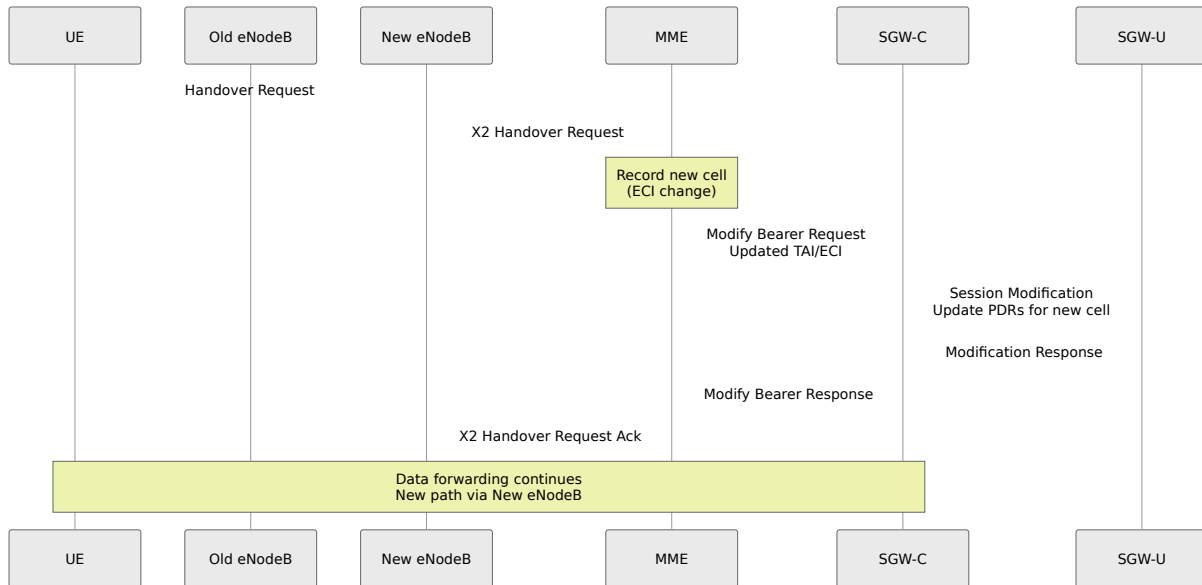 UE
Old eNodeB
New eNodeB
MME
SGW-C
SGW-U
Handover Request
X2 Handover Request
Record new cell
(ECI change)
Modify Bearer Request
Updated TAI/ECI
Session Modification
Update PDRs for new cell
Modification Response
Modify Bearer Response
X2 Handover Request Ack
Data forwarding continues
New path via New eNodeB
UE
Old eNodeB
New eNodeB
MME
SGW-C
SGW-U